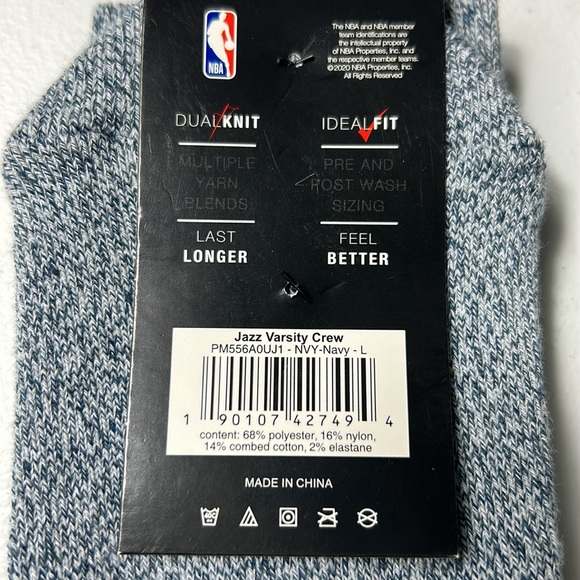 NBA
The NBA and NBA member
team identifications are
the intellectual property
of NBA Properties, Inc. and
the respective member teams.
©2020 NBA Properties, Inc.
All Rights Reserved
DUALKNIT
MULTIPLE
YARN
BLENDS
LAST
LONGER
IDEALFIT
PRE AND
POST WASH
SIZING
FEEL
BETTER
Jazz Varsity Crew
PM556A0UJ1 - NVY-Navy - L
1 90107 42749 4
content: 68% polyester, 16% nylon,
14% combed cotton, 2% elastane
MADE IN CHINA